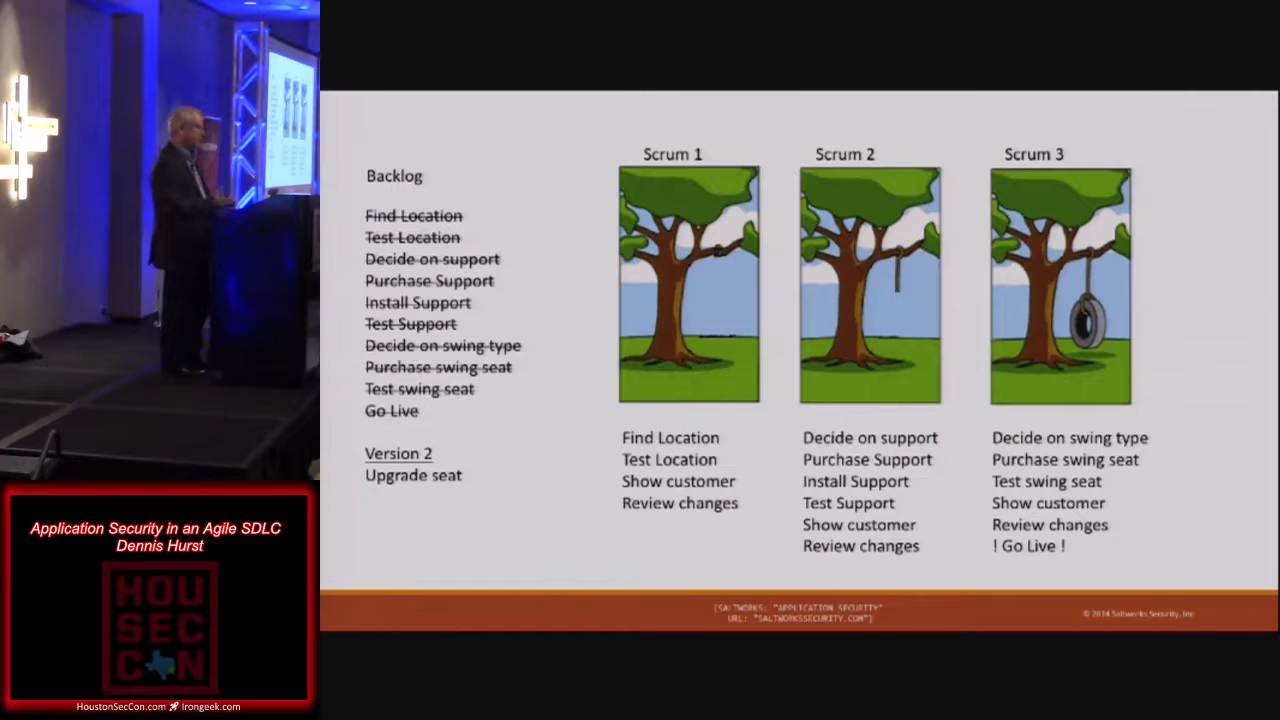 Backlog
Find Location
Test Location
Decide on support
Purchase Support
Install Support
Test Support
Decide on swing type
Purchase swing seat
Test swing seat
Go Live
Version 2
Upgrade seat
Scrum 1
Find Location
Test Location
Show customer
Review changes
Scrum 2
Decide on support
Purchase Support
Install Support
Test Support
Show customer
Review changes
Scrum 3
Decide on swing type
Purchase swing seat
Test swing seat
Show customer
Review changes
! Go Live !
{SALTWORKS: "APPLICATION SECURITY"
URL: "SALTWORKSSECURITY.COM"}
© 2014 Saltworks Security, Inc
Application Security in an Agile SDLC
Dennis Hurst
HOU
SEC
CON
HoustonSecCon.com Irongeek.com